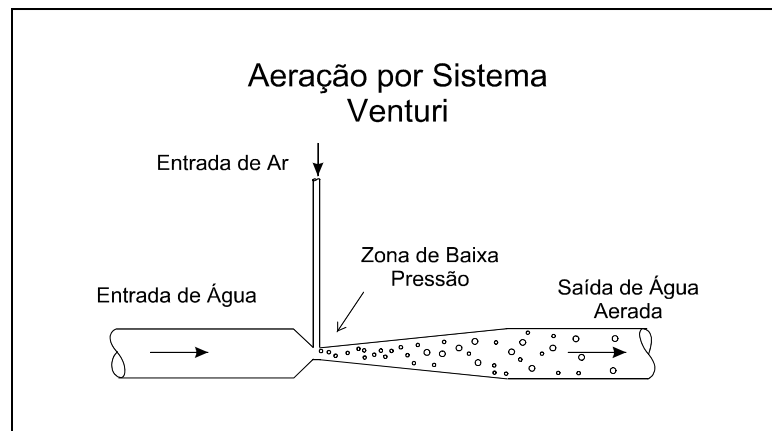 Aeração por Sistema
Venturi
Entrada de Ar
Zona de Baixa
Pressão
Entrada de Água
Saída de Água
Aerada